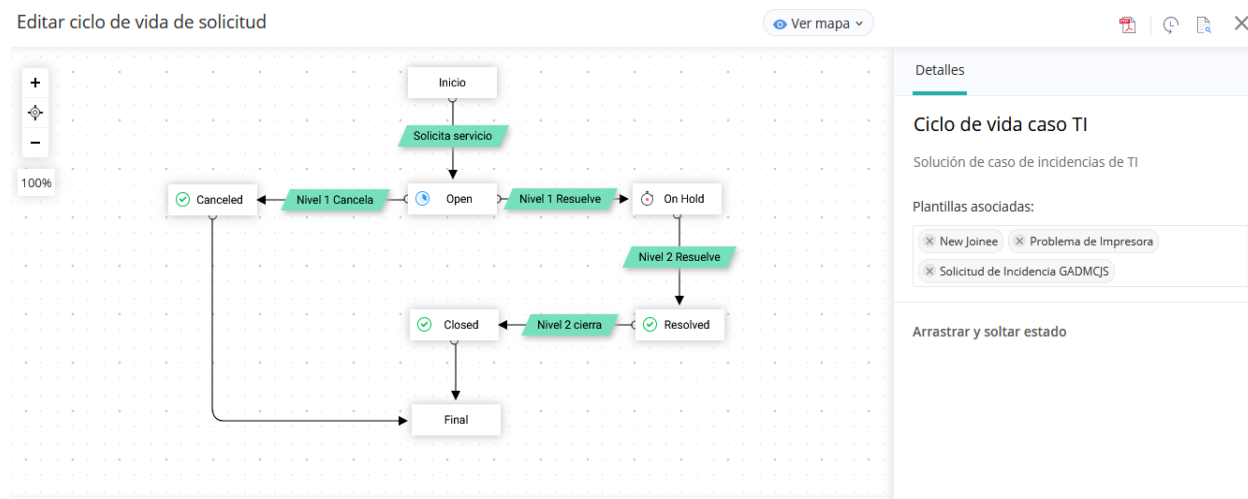 Editar ciclo de vida de solicitud
Ver mapa
PDF
Detalles
+
−
100%
Inicio
Solicita servicio
Canceled
Nivel 1 Cancela
Open
Nivel 1 Resuelve
On Hold
Nivel 2 Resuelve
Closed
Nivel 2 cierra
Resolved
Final
Ciclo de vida caso TI
Solución de caso de incidencias de TI
Plantillas asociadas:
New Joinee
Problema de Impresora
Solicitud de Incidencia GADMCJS
Arrastrar y soltar estado